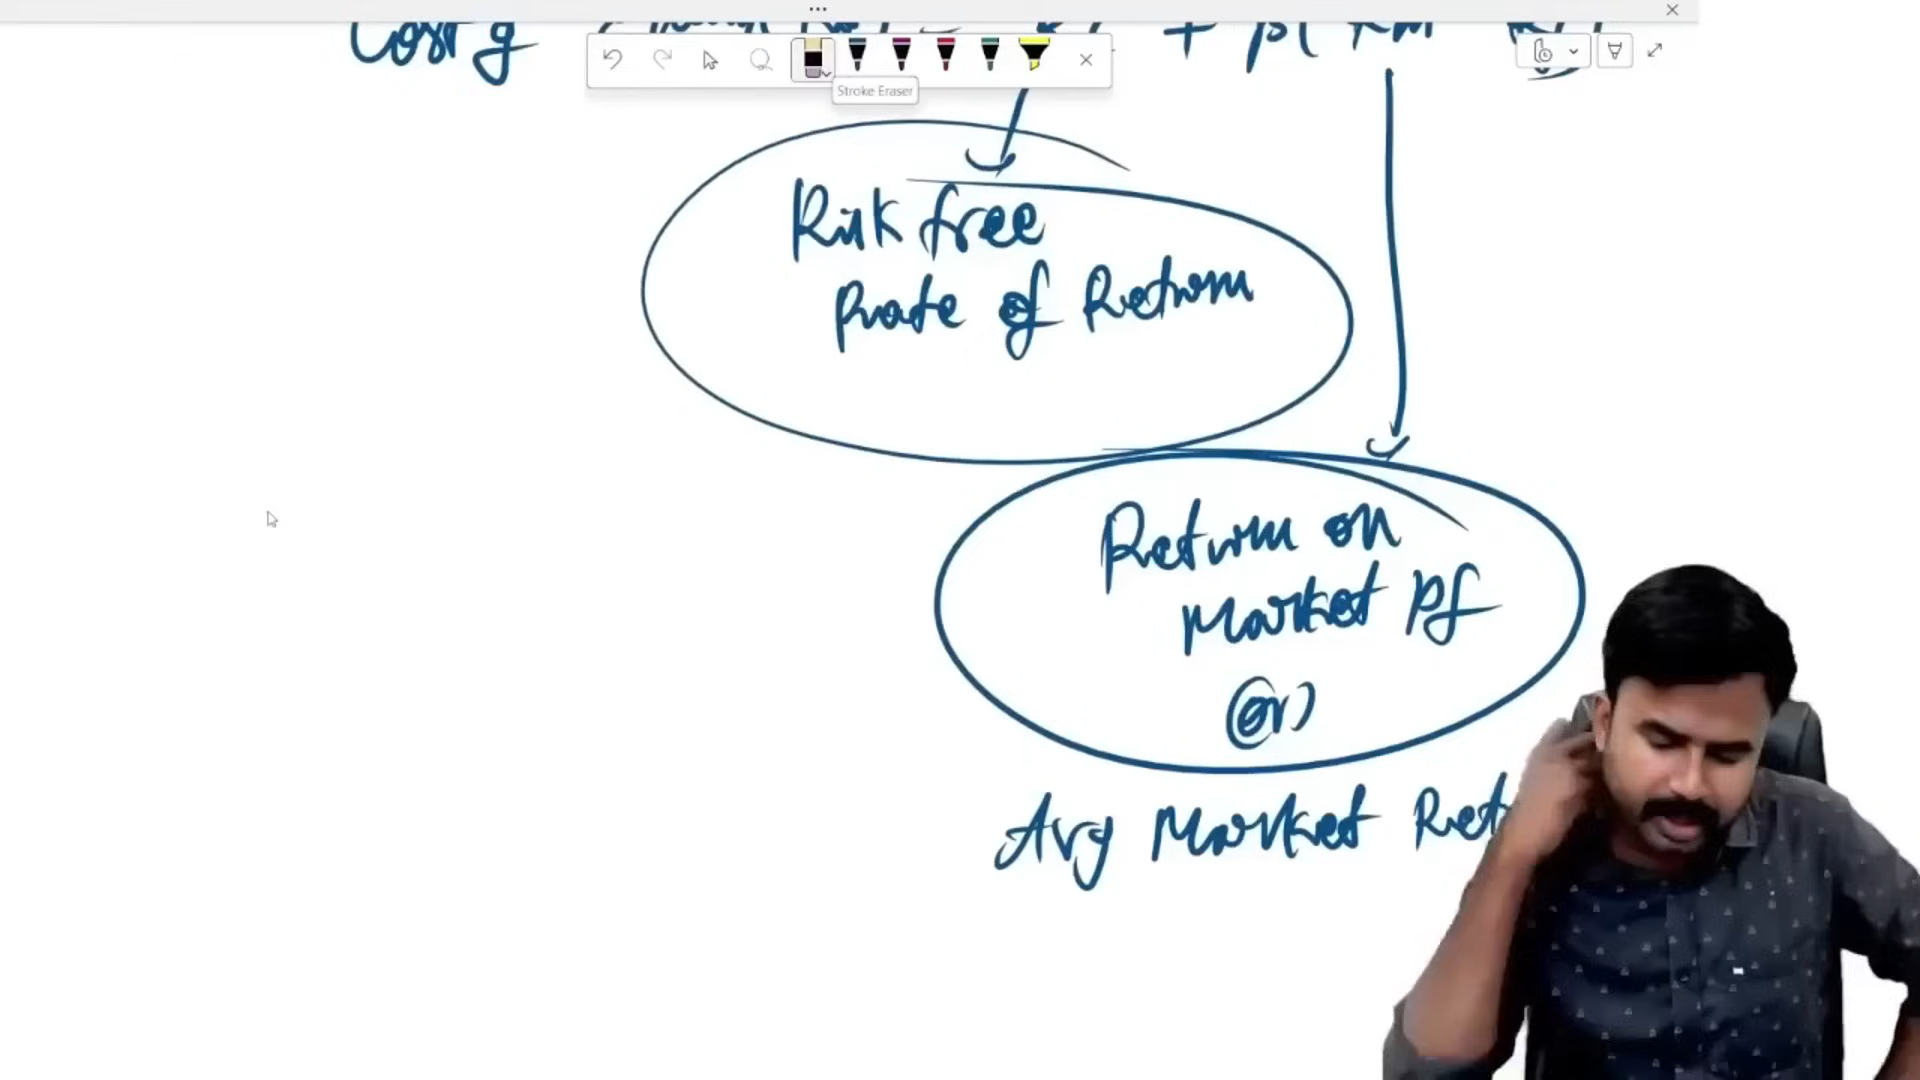 Cost of
+ β(
Stroke Eraser
Risk free
Rate of Return
Return on
Market Pf
(or)
Avg Market Ret